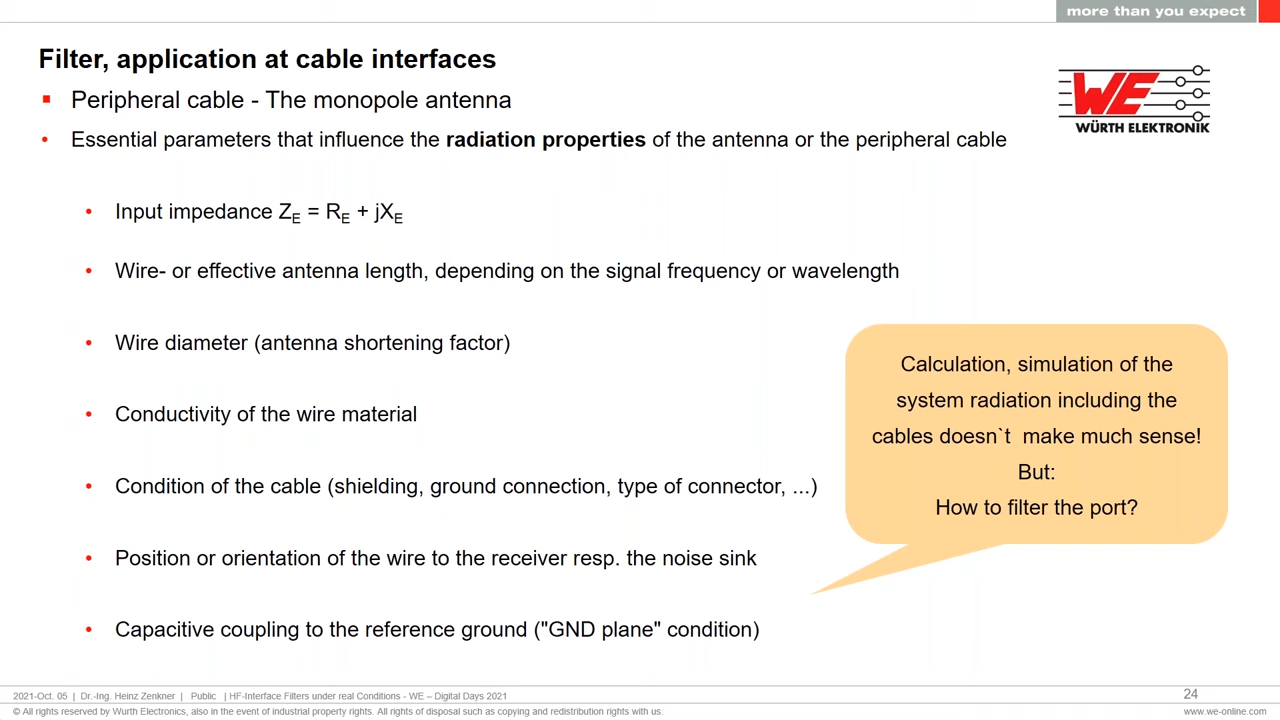 more than you expect
Filter, application at cable interfaces
Peripheral cable - The monopole antenna
WE
WÜRTH ELEKTRONIK
Essential parameters that influence the radiation properties of the antenna or the peripheral cable
Input impedance Z_E = R_E + jX_E
Wire- or effective antenna length, depending on the signal frequency or wavelength
Wire diameter (antenna shortening factor)
Conductivity of the wire material
Condition of the cable (shielding, ground connection, type of connector, ...)
Position or orientation of the wire to the receiver resp. the noise sink
Capacitive coupling to the reference ground ("GND plane" condition)
Calculation, simulation of the
system radiation including the
cables doesn`t make much sense!
But:
How to filter the port?
2021-Oct. 05 | Dr.-Ing. Heinz Zenkner | Public | HF-Interface Filters under real Conditions - WE – Digital Days 2021
24
© All rights reserved by Wurth Electronics, also in the event of industrial property rights. All rights of disposal such as copying and redistribution rights with us.
www.we-online.com